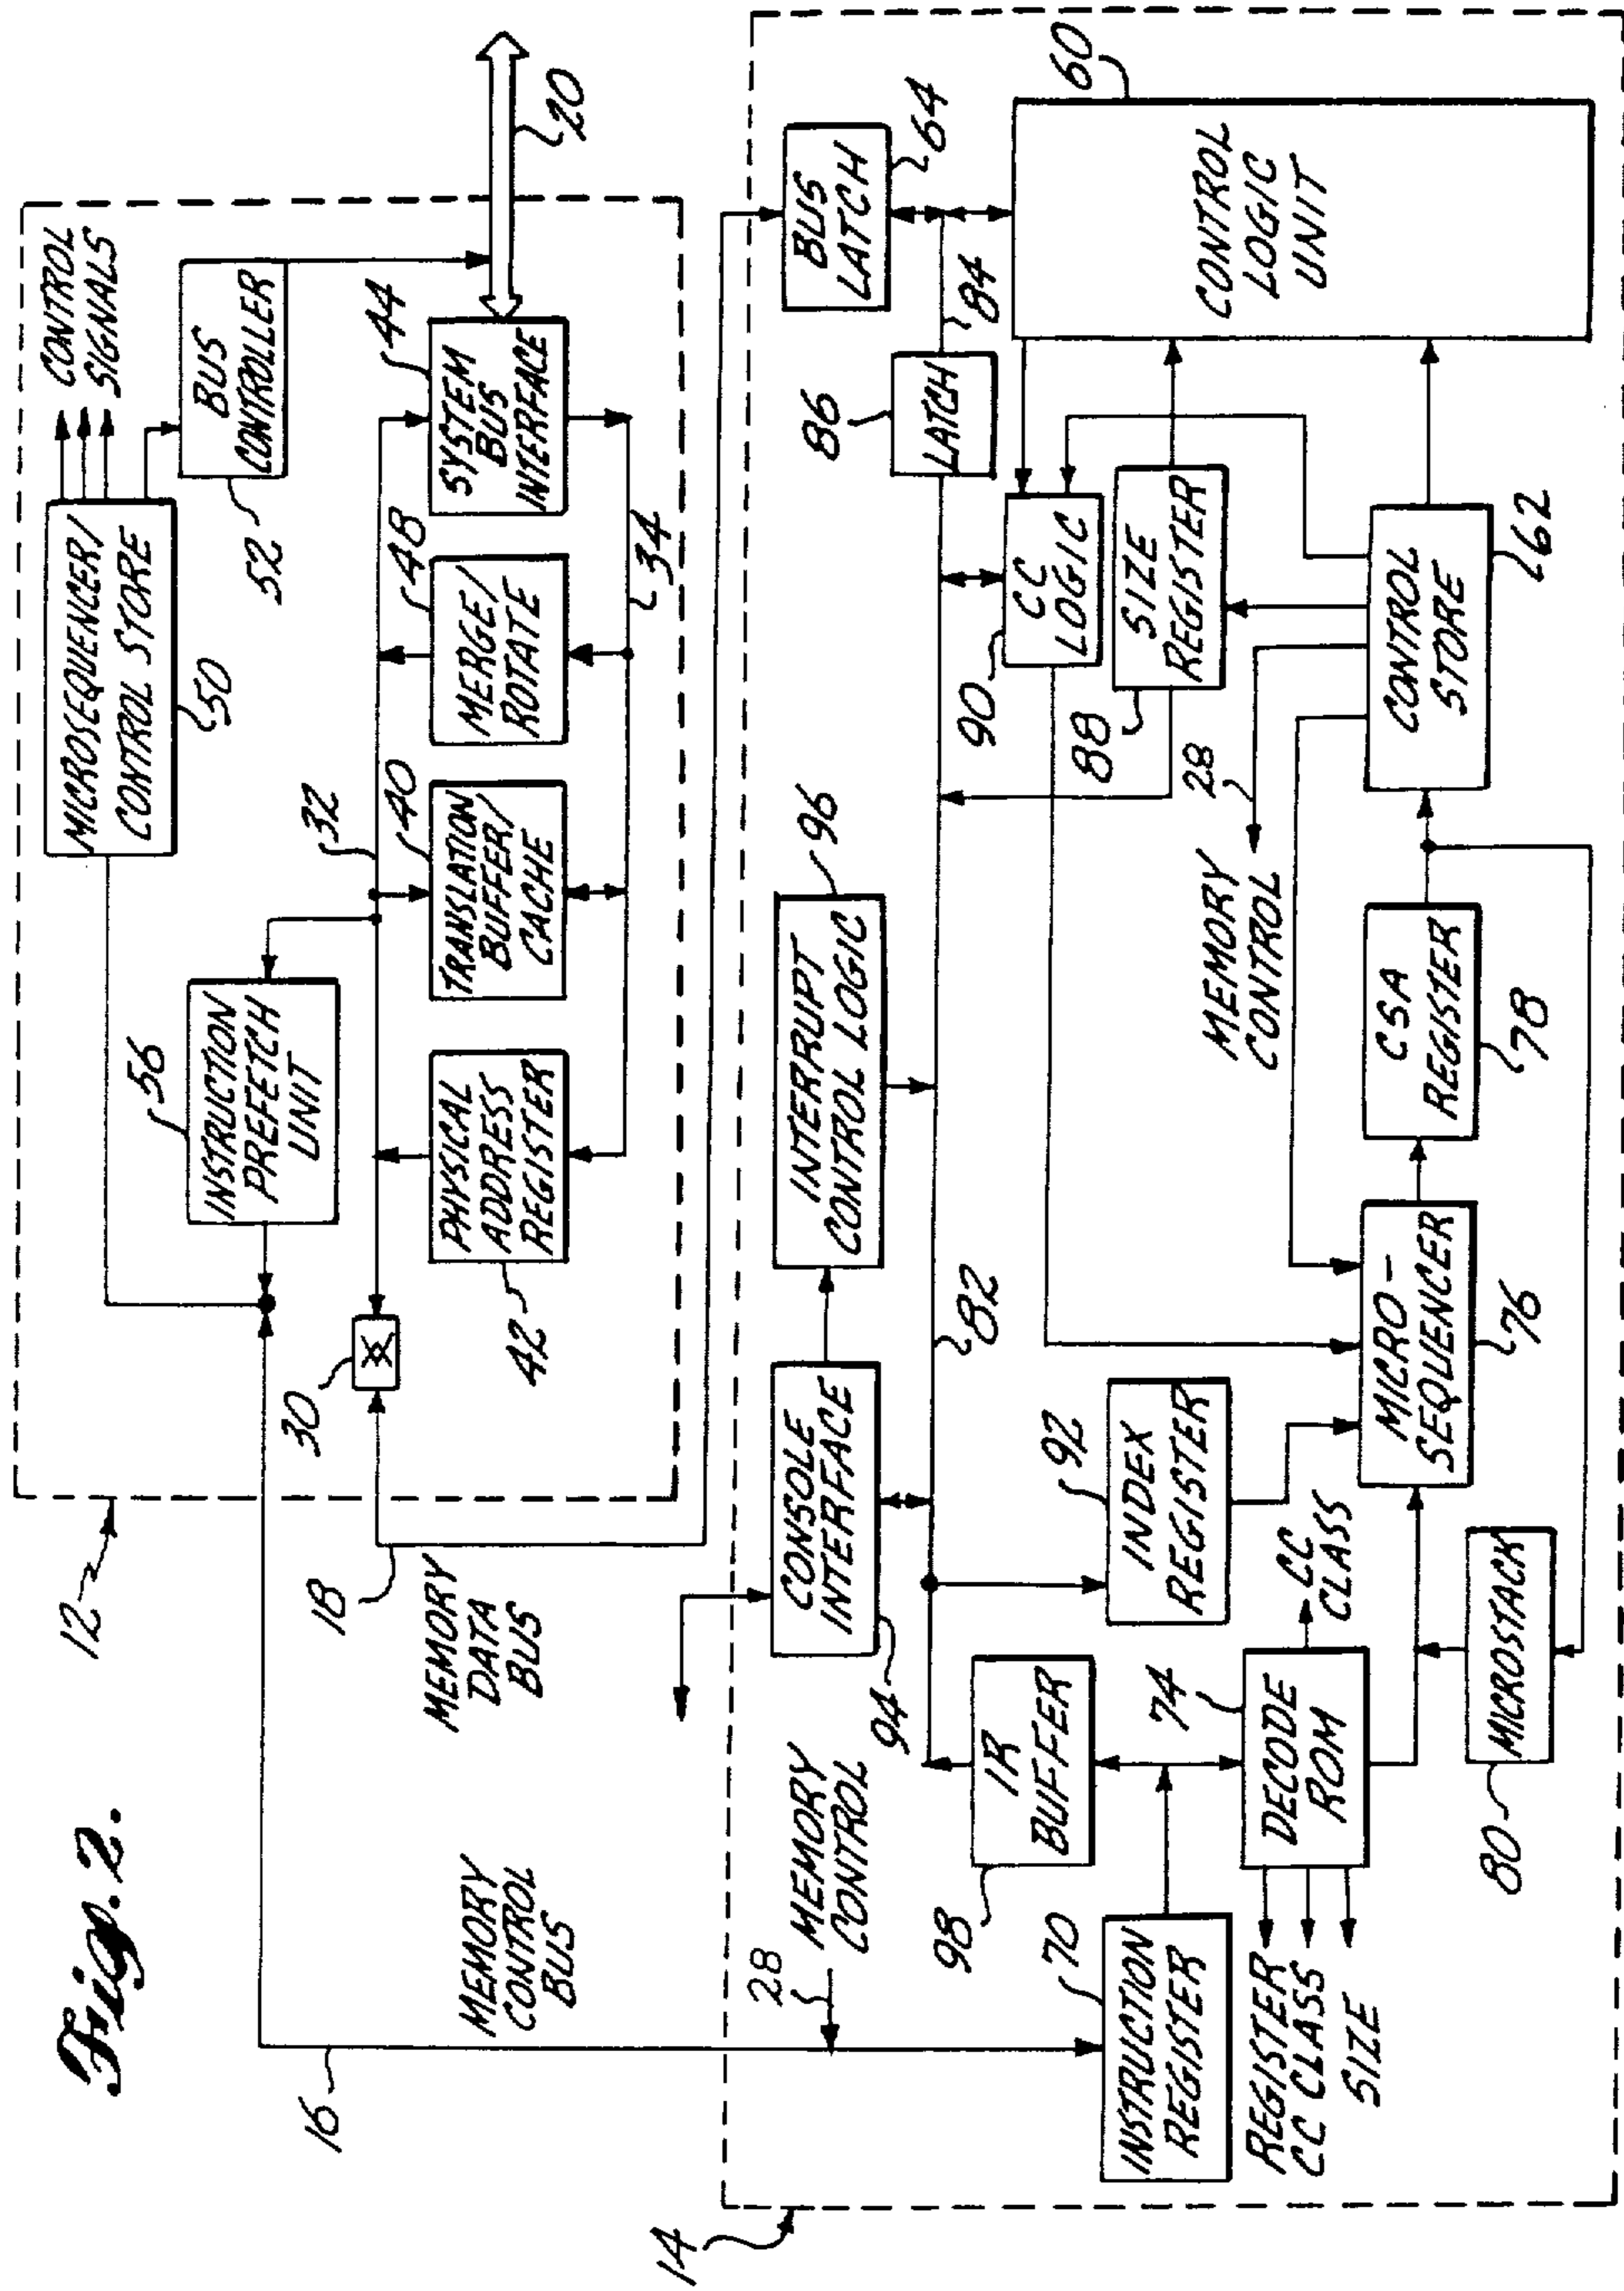 Fig. 2.
12
MICROSEQUENCER/
CONTROL STORE
50
CONTROL
SIGNALS
BUS
CONTROLLER
52
56
INSTRUCTION
PREFETCH
UNIT
32
30
PHYSICAL
ADDRESS
REGISTER
42
TRANSLATION
BUFFER/
CACHE
40
MERGE/
ROTATE
48
SYSTEM
BUS
INTERFACE
44
34
20
16
MEMORY
CONTROL
BUS
18
MEMORY
DATA
BUS
14
28
MEMORY
CONTROL
CONSOLE
INTERFACE
94
INTERRUPT
CONTROL LOGIC
96
BUS
LATCH
64
82
86
LATCH
84
98
IR
BUFFER
92
INDEX
REGISTER
90
CC
LOGIC
88
SIZE
REGISTER
60
CONTROL
LOGIC
UNIT
70
INSTRUCTION
REGISTER
74
DECODE
ROM
CC
CLASS
REGISTER
CC CLASS
SIZE
80
MICROSTACK
MICRO-
SEQUENCER
76
CSA
REGISTER
78
MEMORY
CONTROL
28
CONTROL
STORE
62